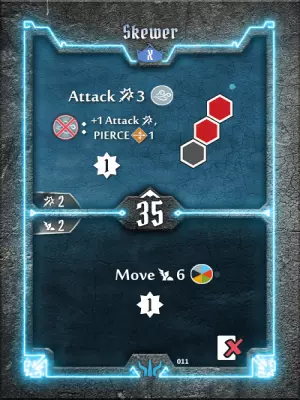 Skewer
X
Attack 3
+1 Attack,
PIERCE 1
1
35
2
2
Move 6
1
011